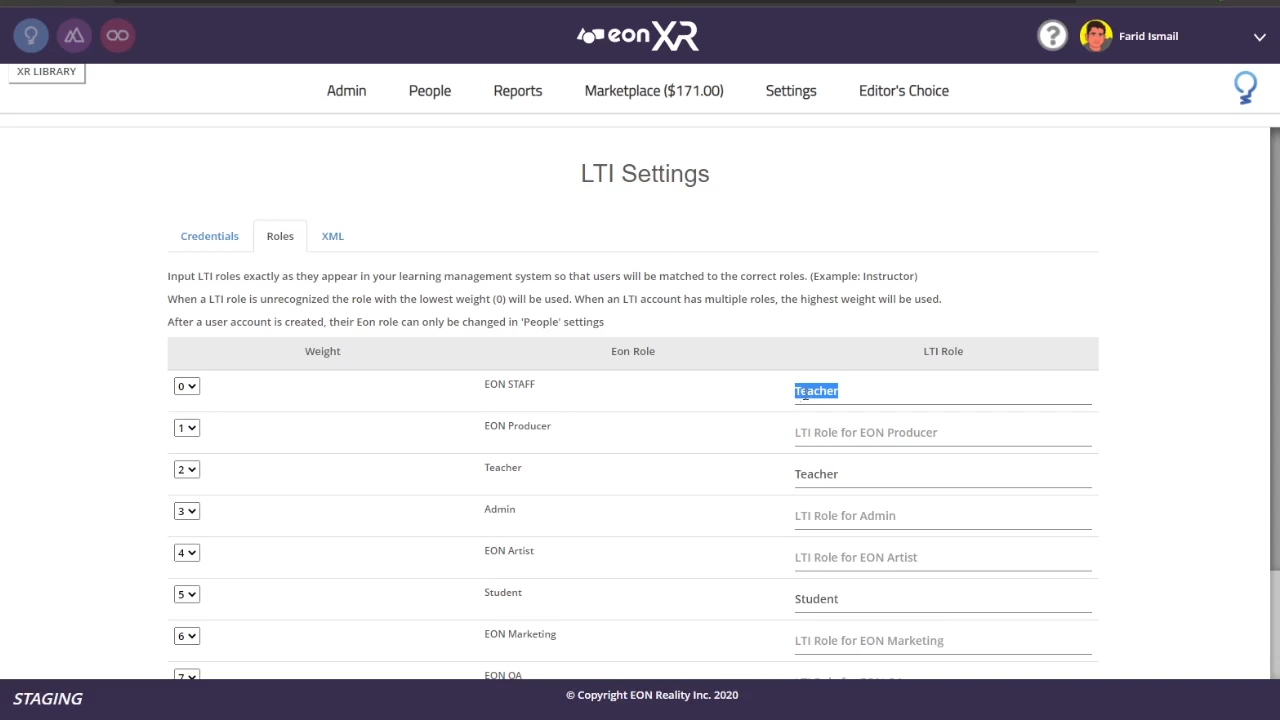 eon XR
?
Farid Ismail
XR LIBRARY
Admin
People
Reports
Marketplace ($171.00)
Settings
Editor's Choice
LTI Settings
Credentials
Roles
XML
Input LTI roles exactly as they appear in your learning management system so that users will be matched to the correct roles. (Example: Instructor)
When a LTI role is unrecognized the role with the lowest weight (0) will be used. When an LTI account has multiple roles, the highest weight will be used.
After a user account is created, their Eon role can only be changed in 'People' settings
Weight
Eon Role
LTI Role
0
EON STAFF
Teacher
1
EON Producer
LTI Role for EON Producer
2
Teacher
Teacher
3
Admin
LTI Role for Admin
4
EON Artist
LTI Role for EON Artist
5
Student
Student
6
EON Marketing
LTI Role for EON Marketing
7
EON QA
STAGING
© Copyright EON Reality Inc. 2020